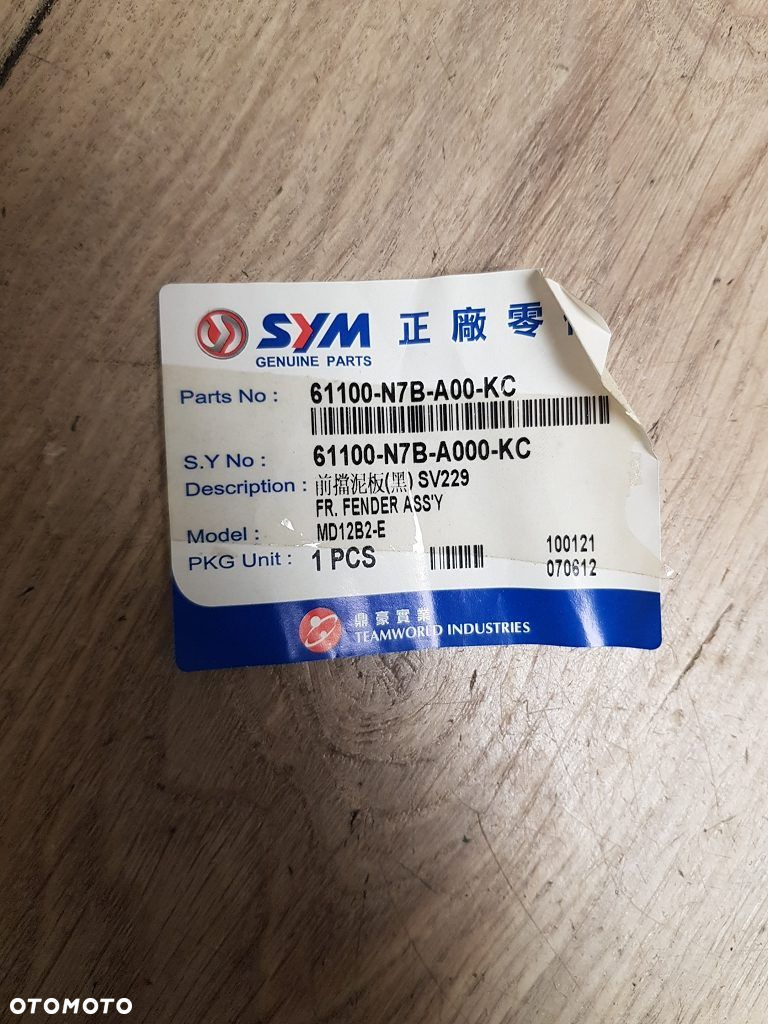 SYM 正廠零
GENUINE PARTS
Parts No : 61100-N7B-A00-KC
S.Y No : 61100-N7B-A000-KC
Description : 前擋泥板(黑) SV229
FR. FENDER ASS'Y
Model : MD12B2-E
PKG Unit : 1 PCS
100121
070612
鼎豪實業
TEAMWORLD INDUSTRIES
OTOMOTO